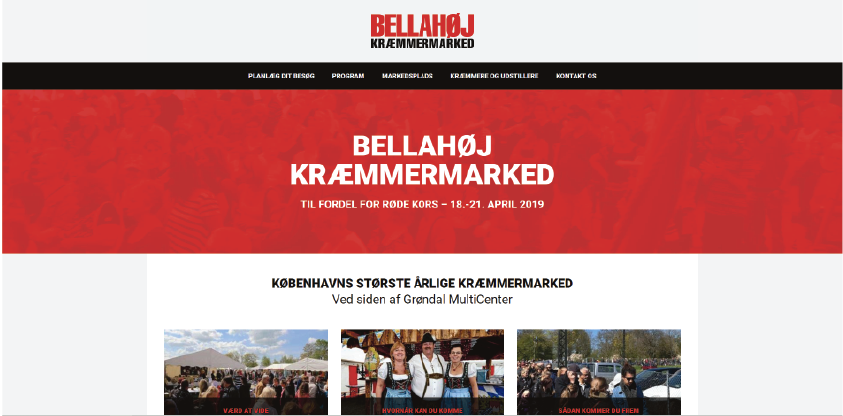 BELLAHØJ
KRÆMMERMARKED
PLANLÆG DIT BESØG PROGRAM MARKEDSPLADS KRÆMMERE OG UDSTILLERE KONTAKT OS
BELLAHØJ
KRÆMMERMARKED
TIL FORDEL FOR RØDE KORS – 18.-21. APRIL 2019
KØBENHAVNS STØRSTE ÅRLIGE KRÆMMERMARKED
Ved siden af Grøndal MultiCenter
VÆRD AT VIDE HVORNÅR KAN DU KOMME SÅDAN KOMMER DU FREM